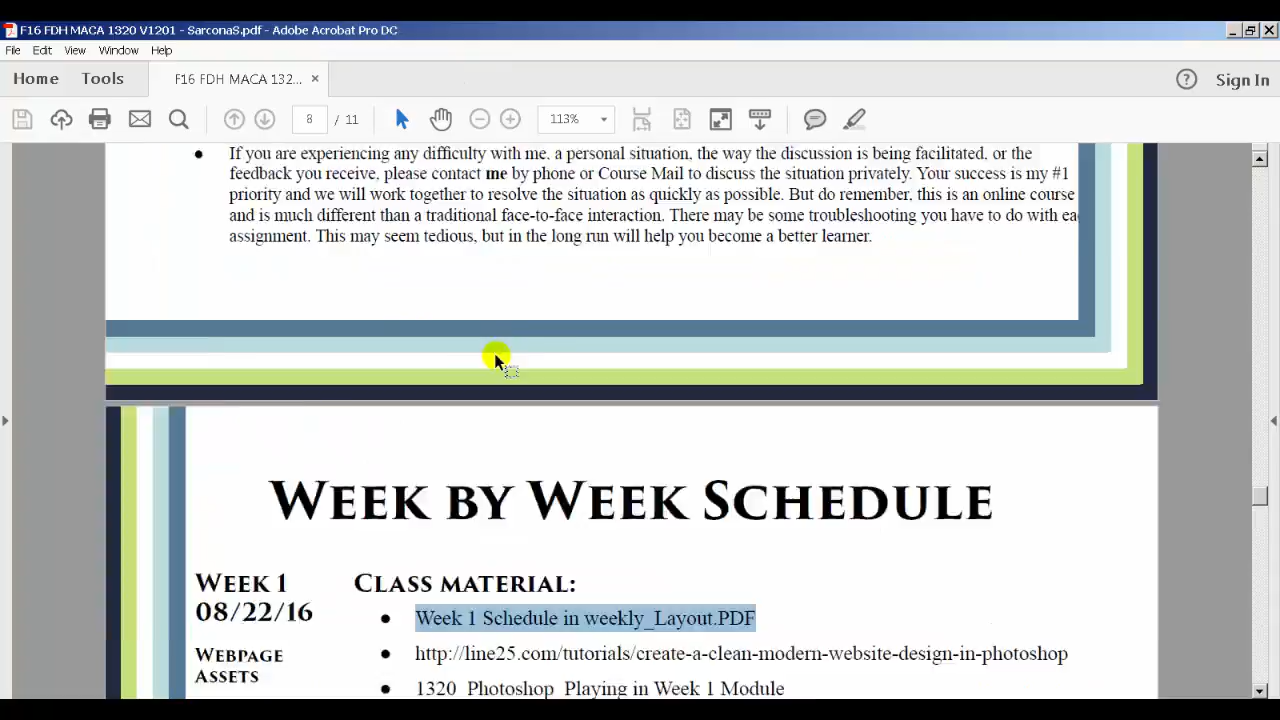 F16 FDH MACA 1320 V1201 - SarconaS.pdf - Adobe Acrobat Pro DC
File Edit View Window Help
Home Tools F16 FDH MACA 132... × Sign In
8 / 11 113%
• If you are experiencing any difficulty with me, a personal situation, the way the discussion is being facilitated, or the
feedback you receive, please contact me by phone or Course Mail to discuss the situation privately. Your success is my #1
priority and we will work together to resolve the situation as quickly as possible. But do remember, this is an online course
and is much different than a traditional face-to-face interaction. There may be some troubleshooting you have to do with eac
assignment. This may seem tedious, but in the long run will help you become a better learner.
Week by Week Schedule
Week 1
08/22/16
Webpage
Assets
Class material:
• Week 1 Schedule in weekly_Layout.PDF
• http://line25.com/tutorials/create-a-clean-modern-website-design-in-photoshop
• 1320_Photoshop_Playing in Week 1 Module